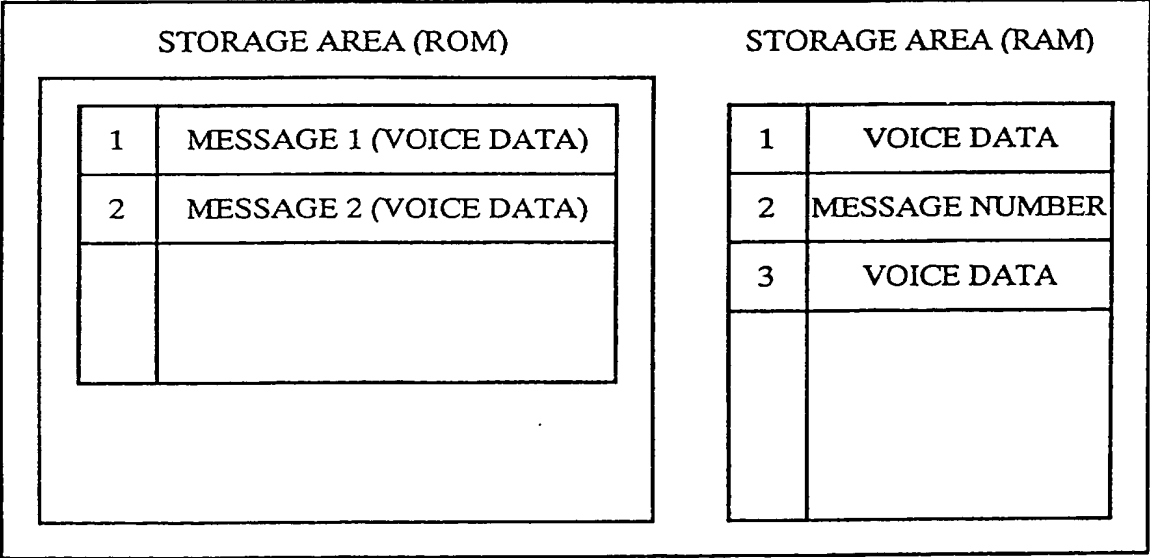 STORAGE AREA (ROM)
1 MESSAGE 1 (VOICE DATA)
2 MESSAGE 2 (VOICE DATA)
STORAGE AREA (RAM)
1 VOICE DATA
2 MESSAGE NUMBER
3 VOICE DATA